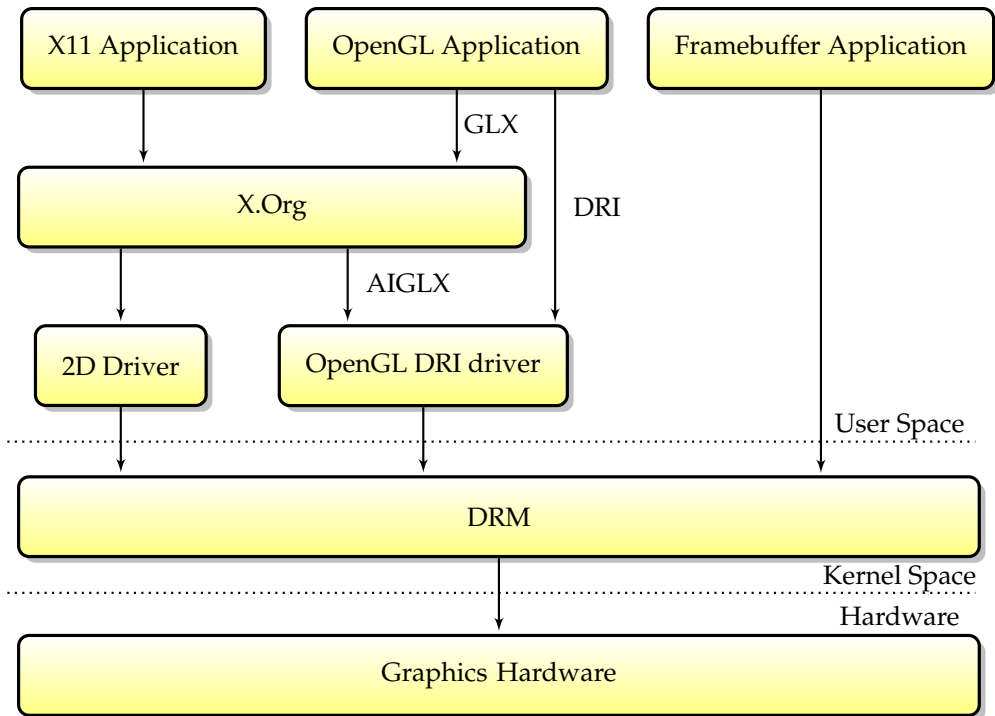 X11 Application
OpenGL Application
Framebuffer Application
GLX
X.Org
DRI
AIGLX
2D Driver
OpenGL DRI driver
User Space
DRM
Kernel Space
Hardware
Graphics Hardware